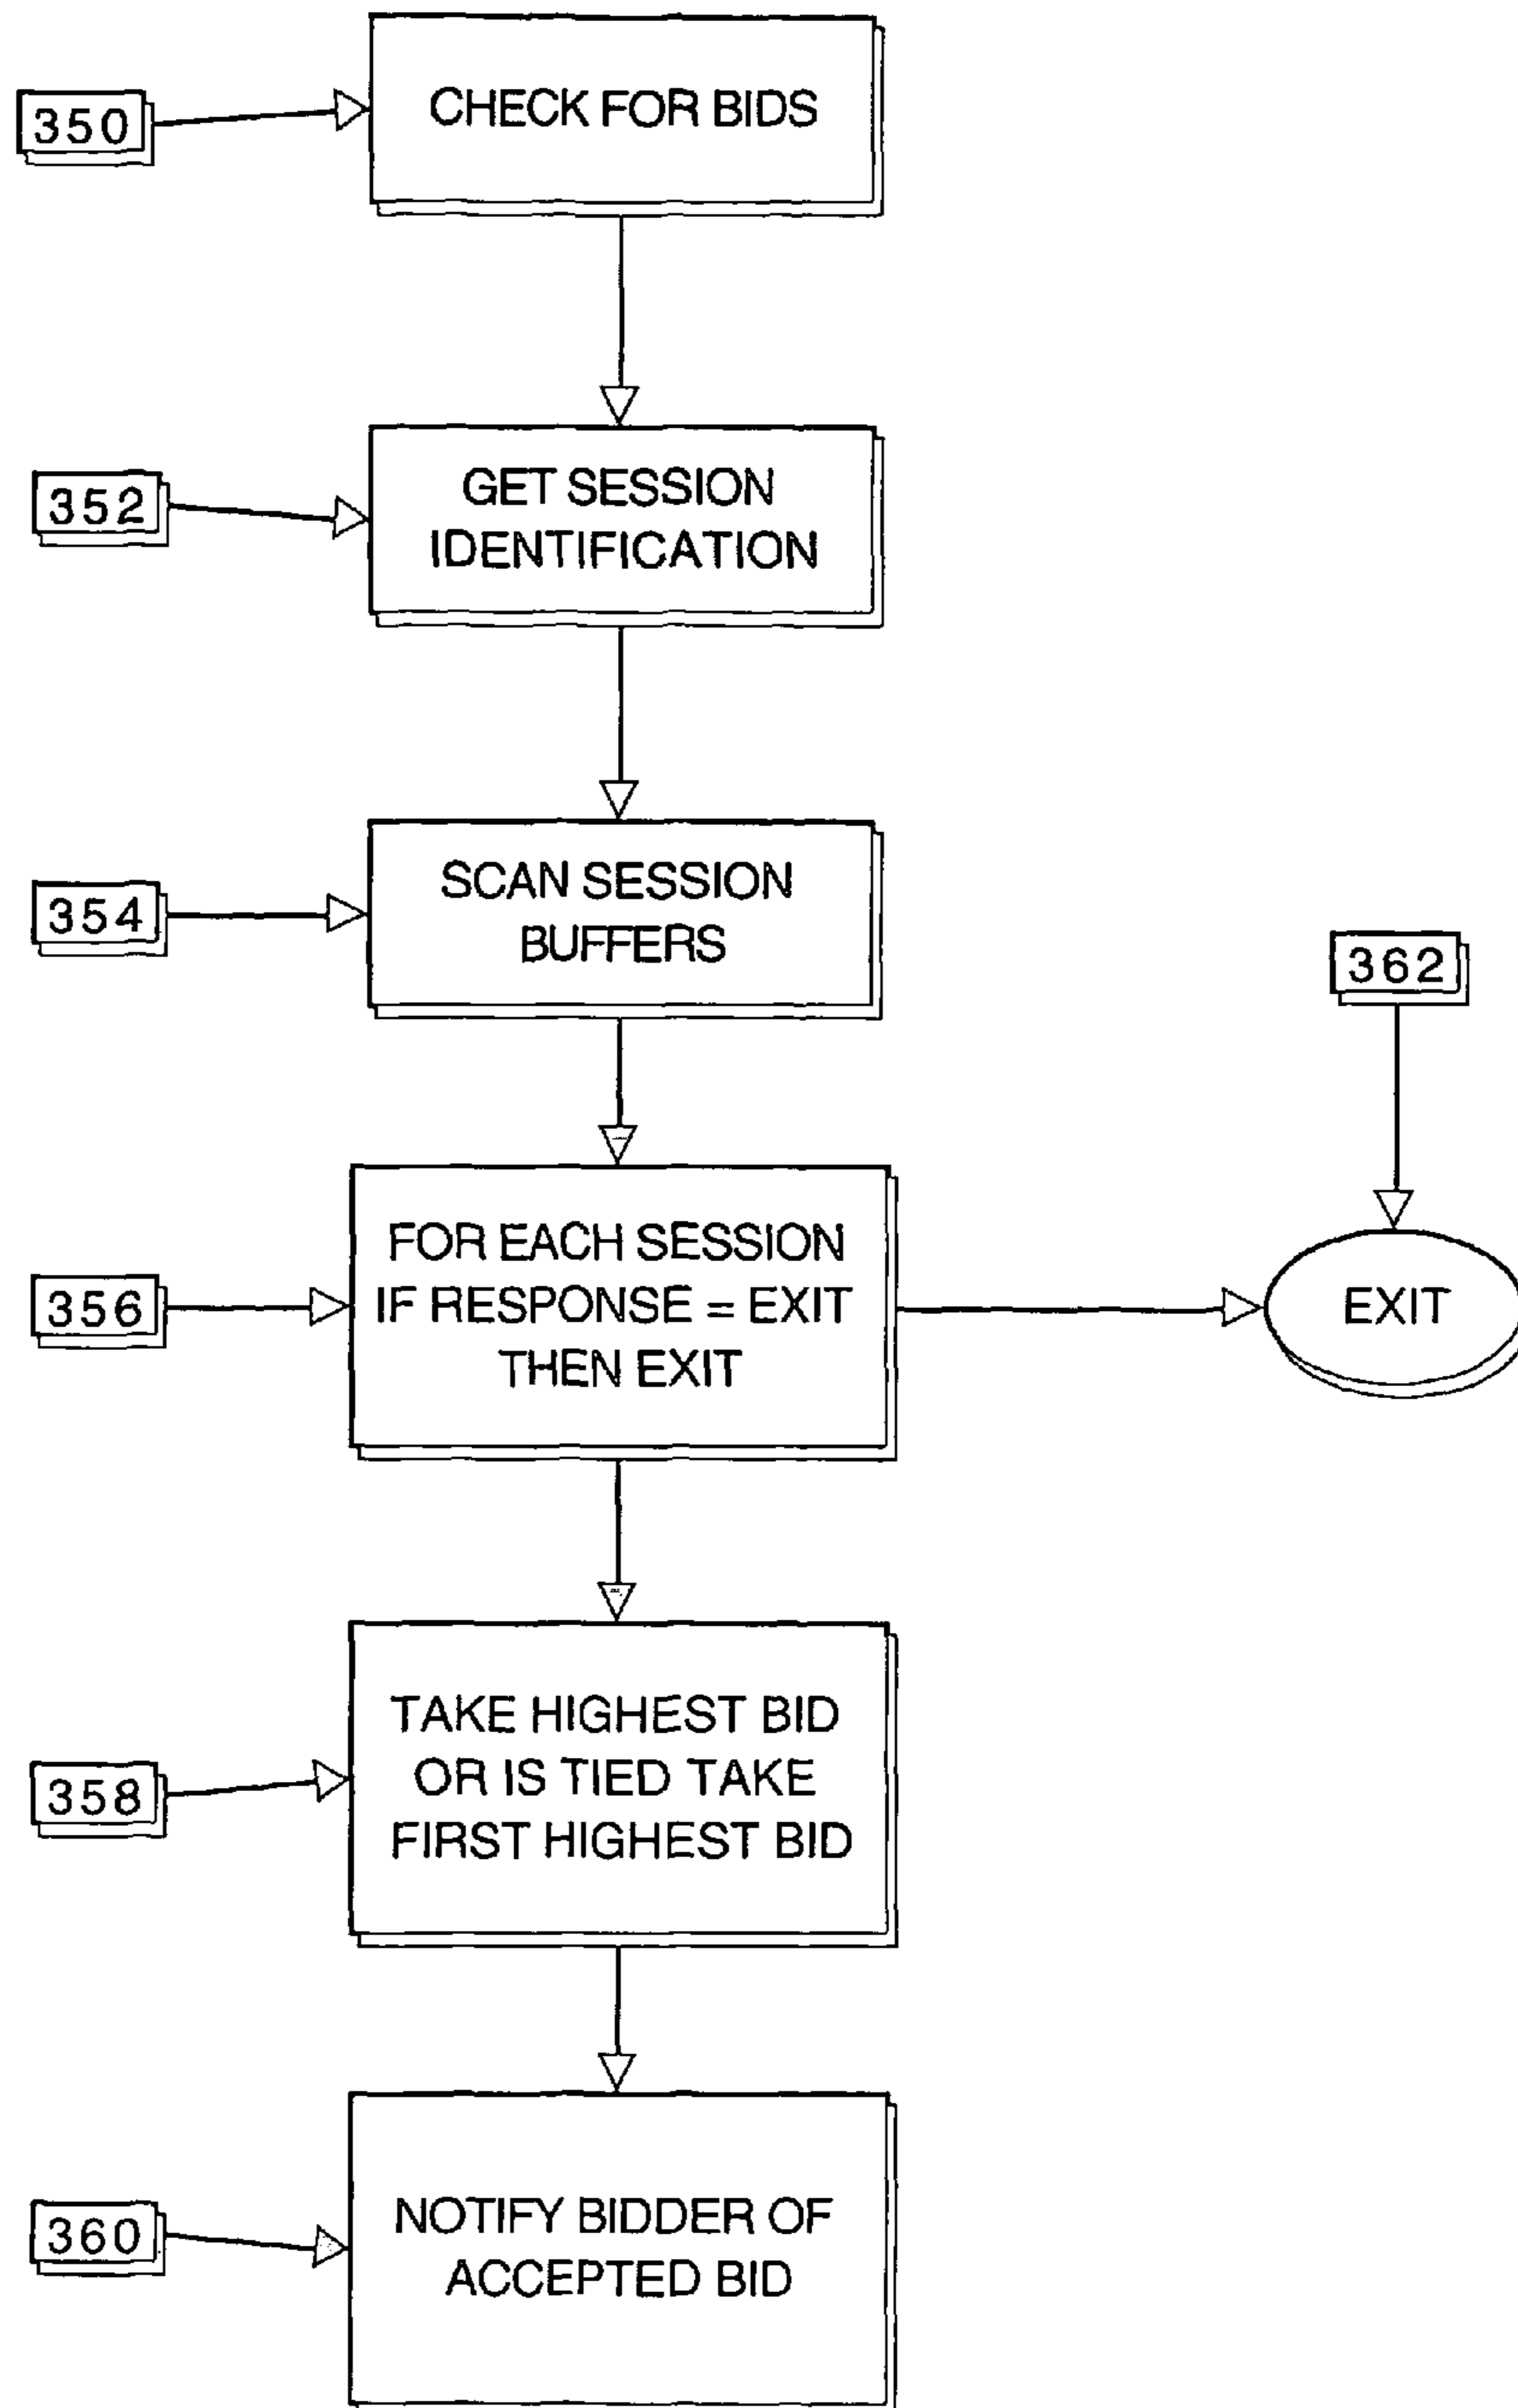 350
CHECK FOR BIDS
352
GET SESSION
IDENTIFICATION
354
SCAN SESSION
BUFFERS
362
356
FOR EACH SESSION
IF RESPONSE = EXIT
THEN EXIT
EXIT
358
TAKE HIGHEST BID
OR IS TIED TAKE
FIRST HIGHEST BID
360
NOTIFY BIDDER OF
ACCEPTED BID